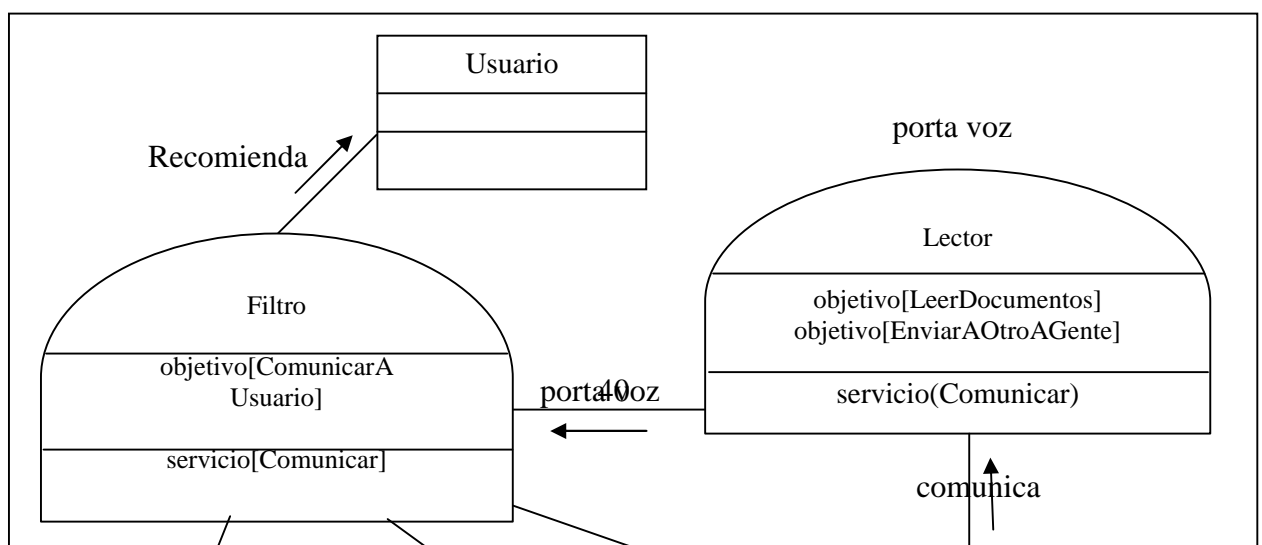 Usuario
porta voz
Recomienda
Lector
Filtro
objetivo[LeerDocumentos]
objetivo[EnviarAOtroAGente]
objetivo[ComunicarA
Usuario]
porta voz
40
servicio(Comunicar)
servicio[Comunicar]
comunica